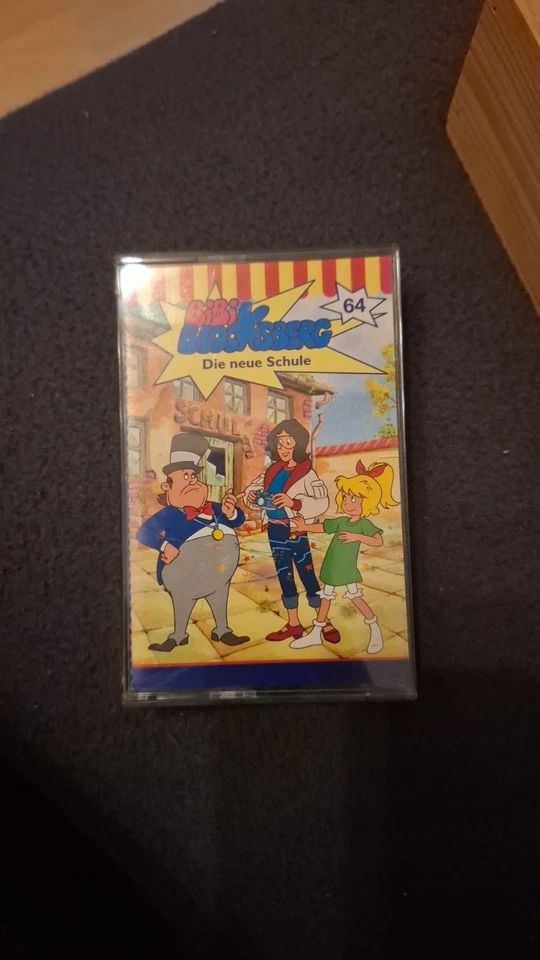 BiBi
BLOCKSBERG
64
Die neue Schule
SCHULE